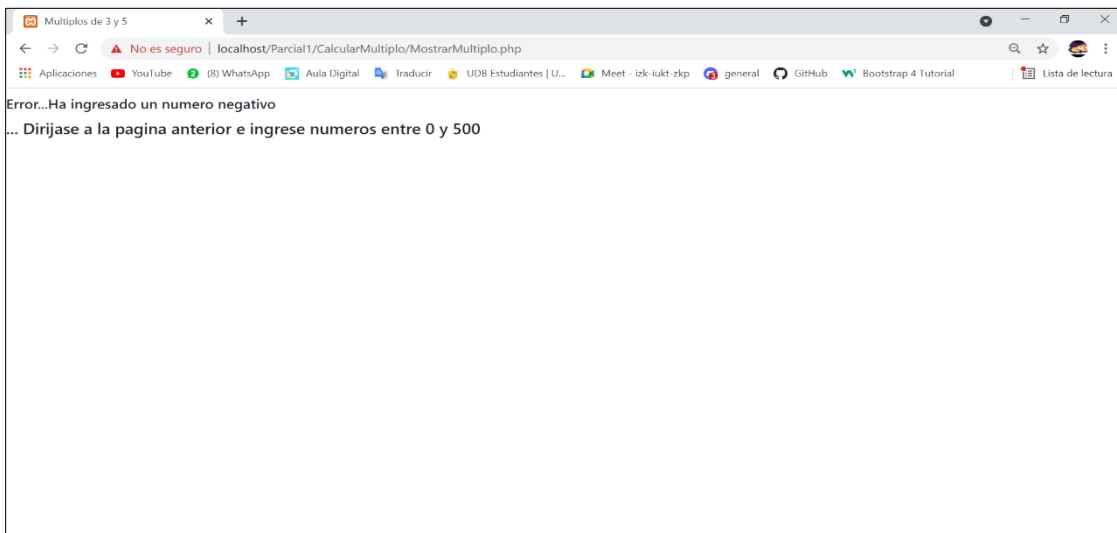 Multiplos de 3 y 5
No es seguro | localhost/Parcial1/CalcularMultiplo/MostrarMultiplo.php
Aplicaciones YouTube (8) WhatsApp Aula Digital Traducir UDB Estudiantes | U... Meet - izk-iukt-zkp general GitHub Bootstrap 4 Tutorial Lista de lectura
Error...Ha ingresado un numero negativo
... Dirijase a la pagina anterior e ingrese numeros entre 0 y 500